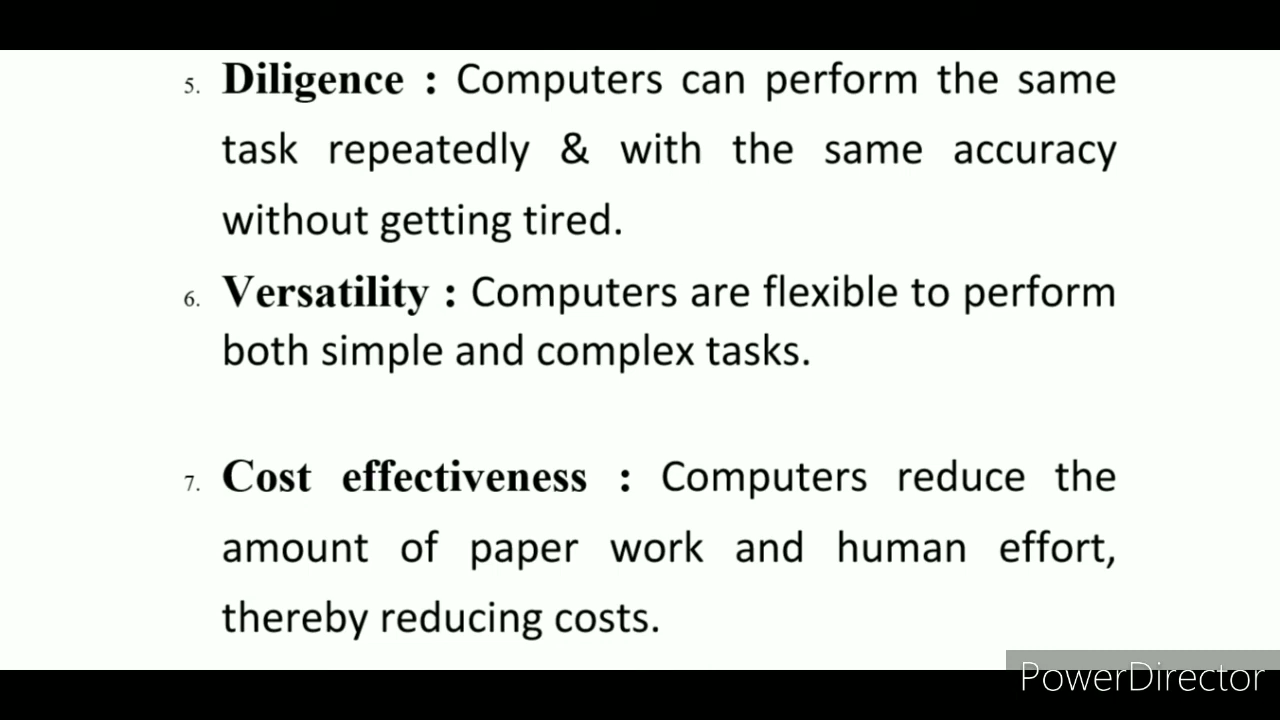 5. Diligence : Computers can perform the same
task repeatedly & with the same accuracy
without getting tired.
6. Versatility : Computers are flexible to perform
both simple and complex tasks.
7. Cost effectiveness : Computers reduce the
amount of paper work and human effort,
thereby reducing costs.
PowerDirector